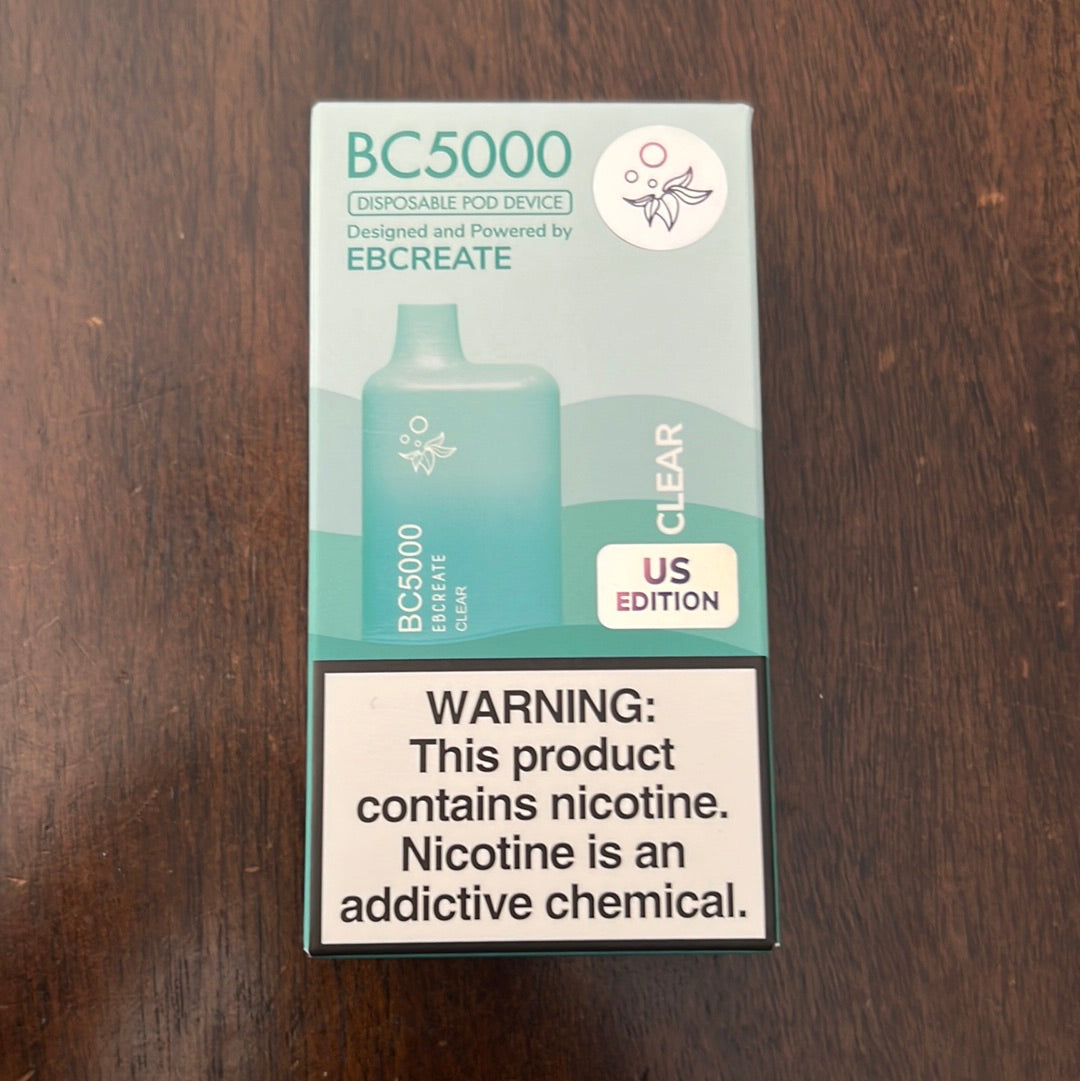 BC5000
DISPOSABLE POD DEVICE
Designed and Powered by
EBCREATE
BC5000
EBCREATE
CLEAR
CLEAR
US
EDITION
WARNING:
This product
contains nicotine.
Nicotine is an
addictive chemical.